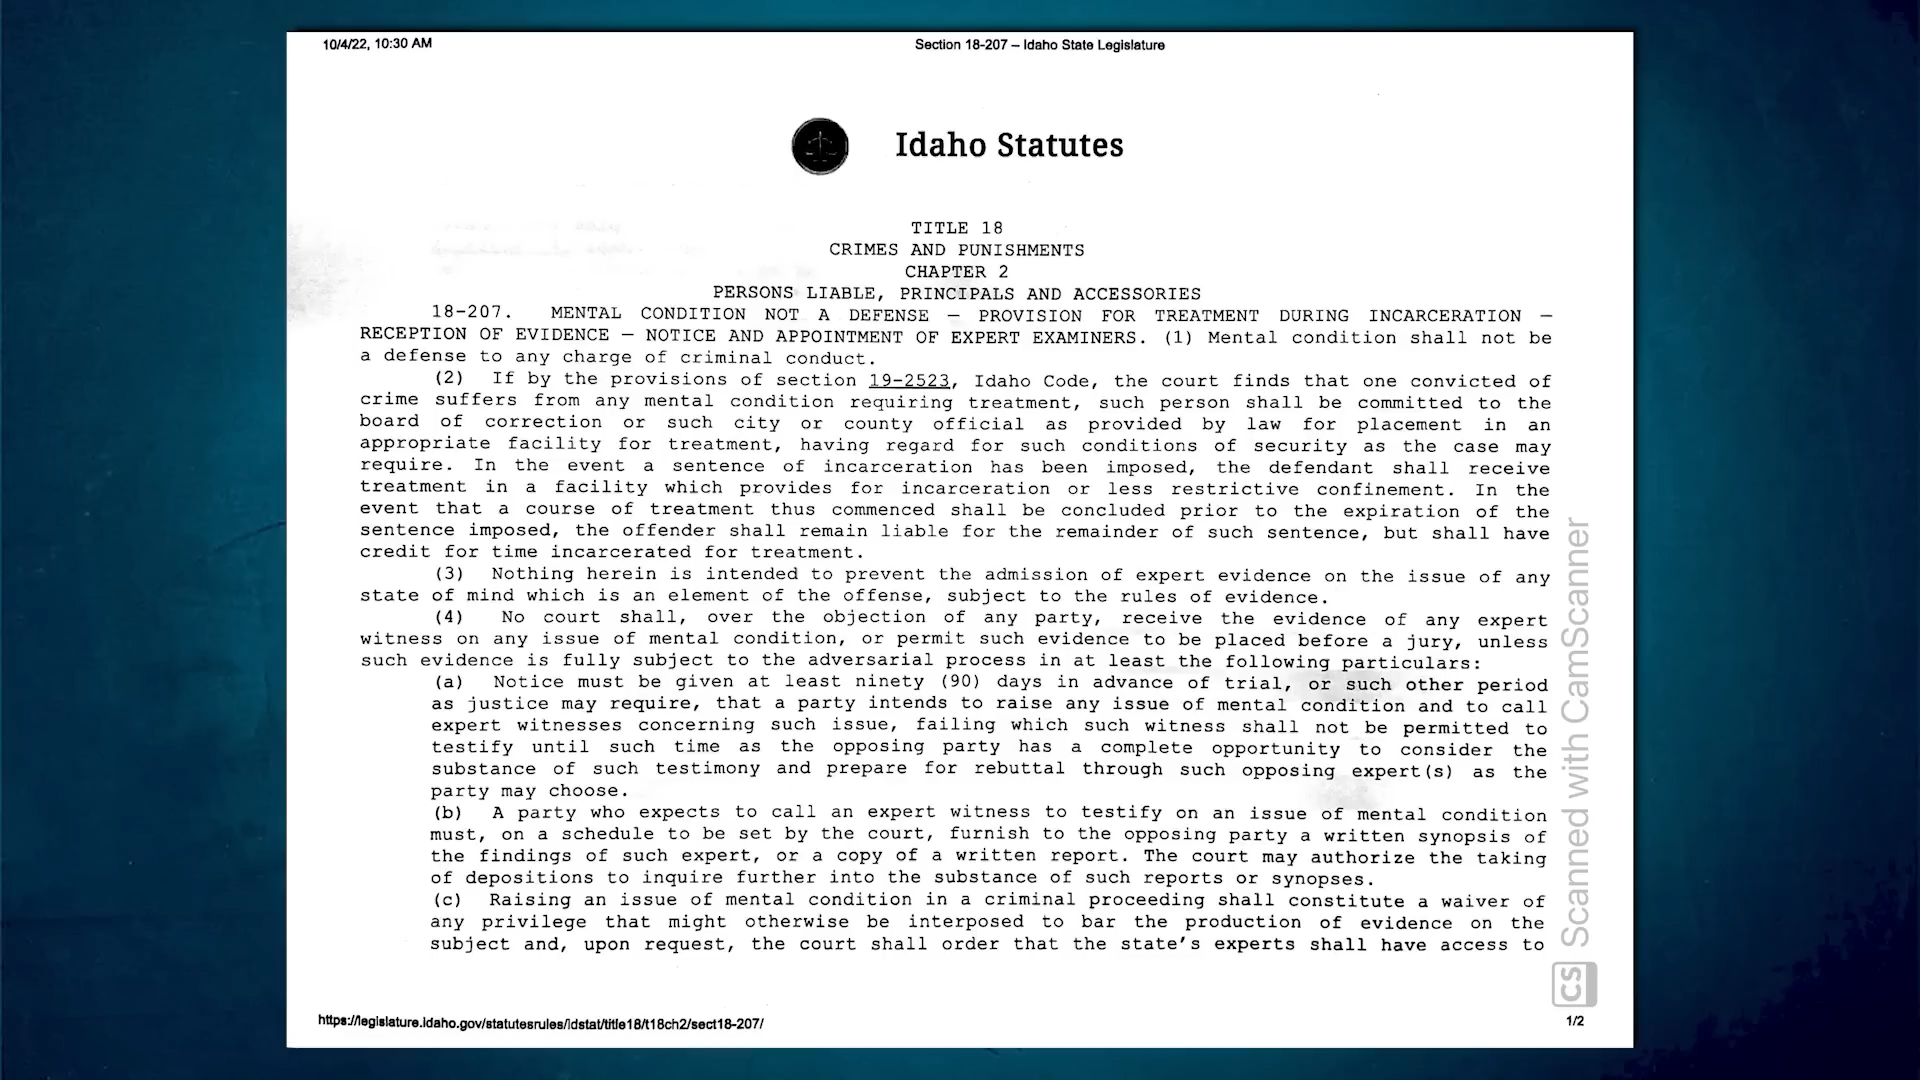 10/4/22, 10:30 AM
Section 18-207 – Idaho State Legislature
Idaho Statutes
TITLE 18
CRIMES AND PUNISHMENTS
CHAPTER 2
PERSONS LIABLE, PRINCIPALS AND ACCESSORIES
18-207. MENTAL CONDITION NOT A DEFENSE — PROVISION FOR TREATMENT DURING INCARCERATION —
RECEPTION OF EVIDENCE — NOTICE AND APPOINTMENT OF EXPERT EXAMINERS. (1) Mental condition shall not be
a defense to any charge of criminal conduct.
(2) If by the provisions of section 19-2523, Idaho Code, the court finds that one convicted of
crime suffers from any mental condition requiring treatment, such person shall be committed to the
board of correction or such city or county official as provided by law for placement in an
appropriate facility for treatment, having regard for such conditions of security as the case may
require. In the event a sentence of incarceration has been imposed, the defendant shall receive
treatment in a facility which provides for incarceration or less restrictive confinement. In the
event that a course of treatment thus commenced shall be concluded prior to the expiration of the
sentence imposed, the offender shall remain liable for the remainder of such sentence, but shall have
credit for time incarcerated for treatment.
(3) Nothing herein is intended to prevent the admission of expert evidence on the issue of any
state of mind which is an element of the offense, subject to the rules of evidence.
(4) No court shall, over the objection of any party, receive the evidence of any expert
witness on any issue of mental condition, or permit such evidence to be placed before a jury, unless
such evidence is fully subject to the adversarial process in at least the following particulars:
(a) Notice must be given at least ninety (90) days in advance of trial, or such other period
as justice may require, that a party intends to raise any issue of mental condition and to call
expert witnesses concerning such issue, failing which such witness shall not be permitted to
testify until such time as the opposing party has a complete opportunity to consider the
substance of such testimony and prepare for rebuttal through such opposing expert(s) as the
party may choose.
(b) A party who expects to call an expert witness to testify on an issue of mental condition
must, on a schedule to be set by the court, furnish to the opposing party a written synopsis of
the findings of such expert, or a copy of a written report. The court may authorize the taking
of depositions to inquire further into the substance of such reports or synopses.
(c) Raising an issue of mental condition in a criminal proceeding shall constitute a waiver of
any privilege that might otherwise be interposed to bar the production of evidence on the
subject and, upon request, the court shall order that the state's experts shall have access to
https://legislature.idaho.gov/statutesrules/idstat/title18/t18ch2/sect18-207/
1/2
CS Scanned with CamScanner